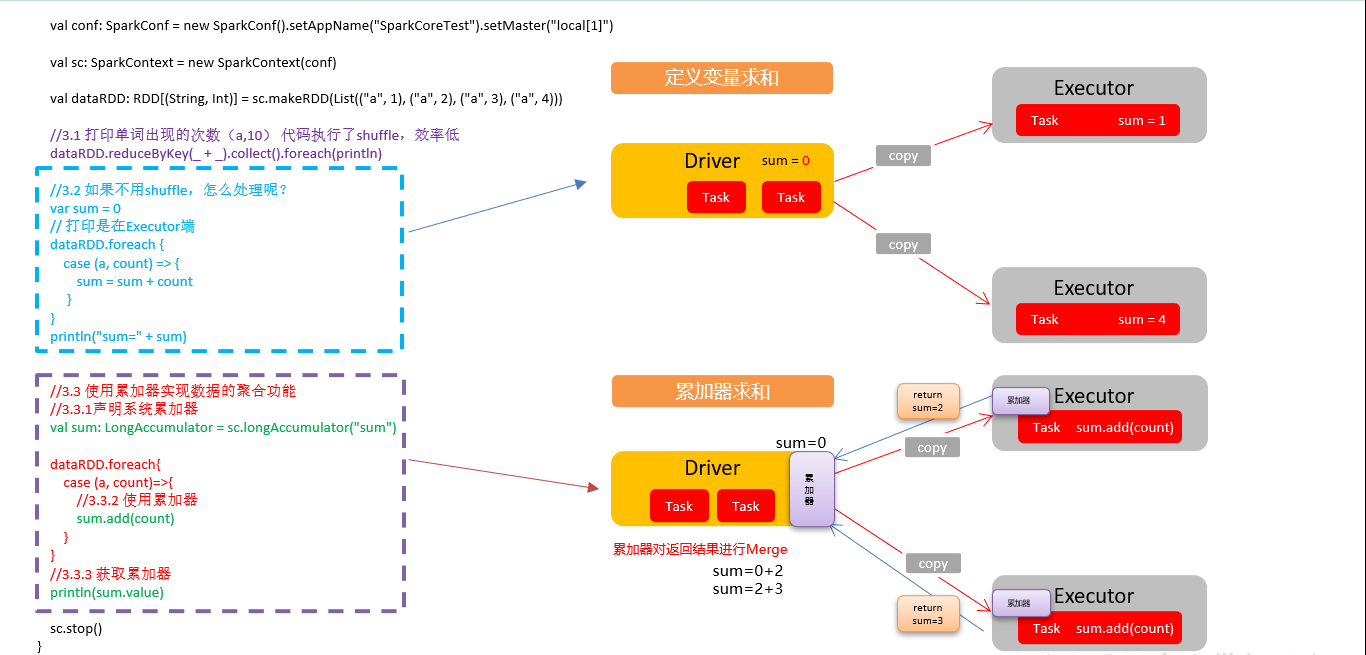 val conf: SparkConf = new SparkConf().setAppName("SparkCoreTest").setMaster("local[1]")
val sc: SparkContext = new SparkContext(conf)
val dataRDD: RDD[(String, Int)] = sc.makeRDD(List(("a", 1), ("a", 2), ("a", 3), ("a", 4)))
//3.1 打印单词出现的次数（a,10） 代码执行了shuffle，效率低
dataRDD.reduceByKey(_ + _).collect().foreach(println)
//3.2 如果不用shuffle，怎么处理呢？
var sum = 0
// 打印是在Executor端
dataRDD.foreach {
case (a, count) => {
sum = sum + count
}
}
println("sum=" + sum)
//3.3 使用累加器实现数据的聚合功能
//3.3.1声明系统累加器
val sum: LongAccumulator = sc.longAccumulator("sum")
dataRDD.foreach{
case (a, count)=>{
//3.3.2 使用累加器
sum.add(count)
}
}
//3.3.3 获取累加器
println(sum.value)
sc.stop()
}
定义变量求和
Driver sum = 0
Task Task
copy
copy
Executor
Task sum = 1
Executor
Task sum = 4
累加器求和
sum=0
Driver
Task Task
累加器
累加器对返回结果进行Merge
sum=0+2
sum=2+3
return
sum=2
copy
累加器 Executor
Task sum.add(count)
copy
return
sum=3
累加器 Executor
Task sum.add(count)